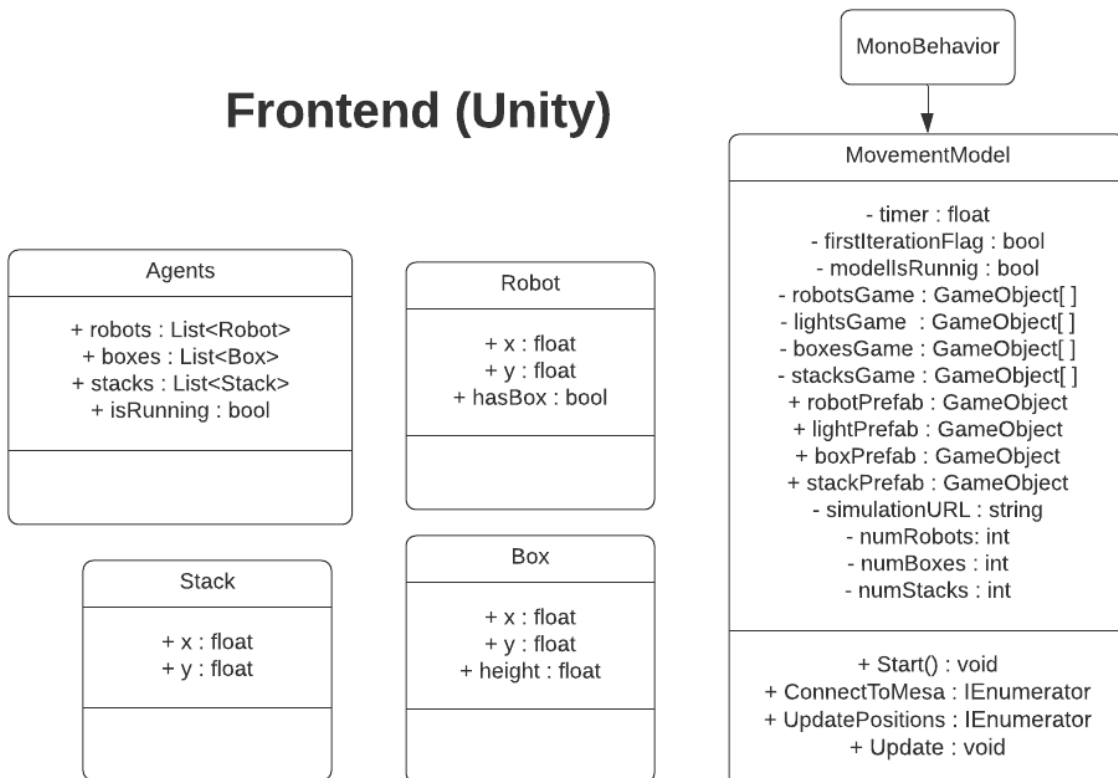 MonoBehavior
Frontend (Unity)
MovementModel
- timer : float
- firstIterationFlag : bool
- modelIsRunnig : bool
- robotsGame : GameObject[ ]
- lightsGame : GameObject[ ]
- boxesGame : GameObject[ ]
- stacksGame : GameObject[ ]
+ robotPrefab : GameObject
+ lightPrefab : GameObject
+ boxPrefab : GameObject
+ stackPrefab : GameObject
- simulationURL : string
- numRobots: int
- numBoxes : int
- numStacks : int
+ Start() : void
+ ConnectToMesa : IEnumerator
+ UpdatePositions : IEnumerator
+ Update : void
Agents
+ robots : List<Robot>
+ boxes : List<Box>
+ stacks : List<Stack>
+ isRunning : bool
Robot
+ x : float
+ y : float
+ hasBox : bool
Stack
+ x : float
+ y : float
Box
+ x : float
+ y : float
+ height : float